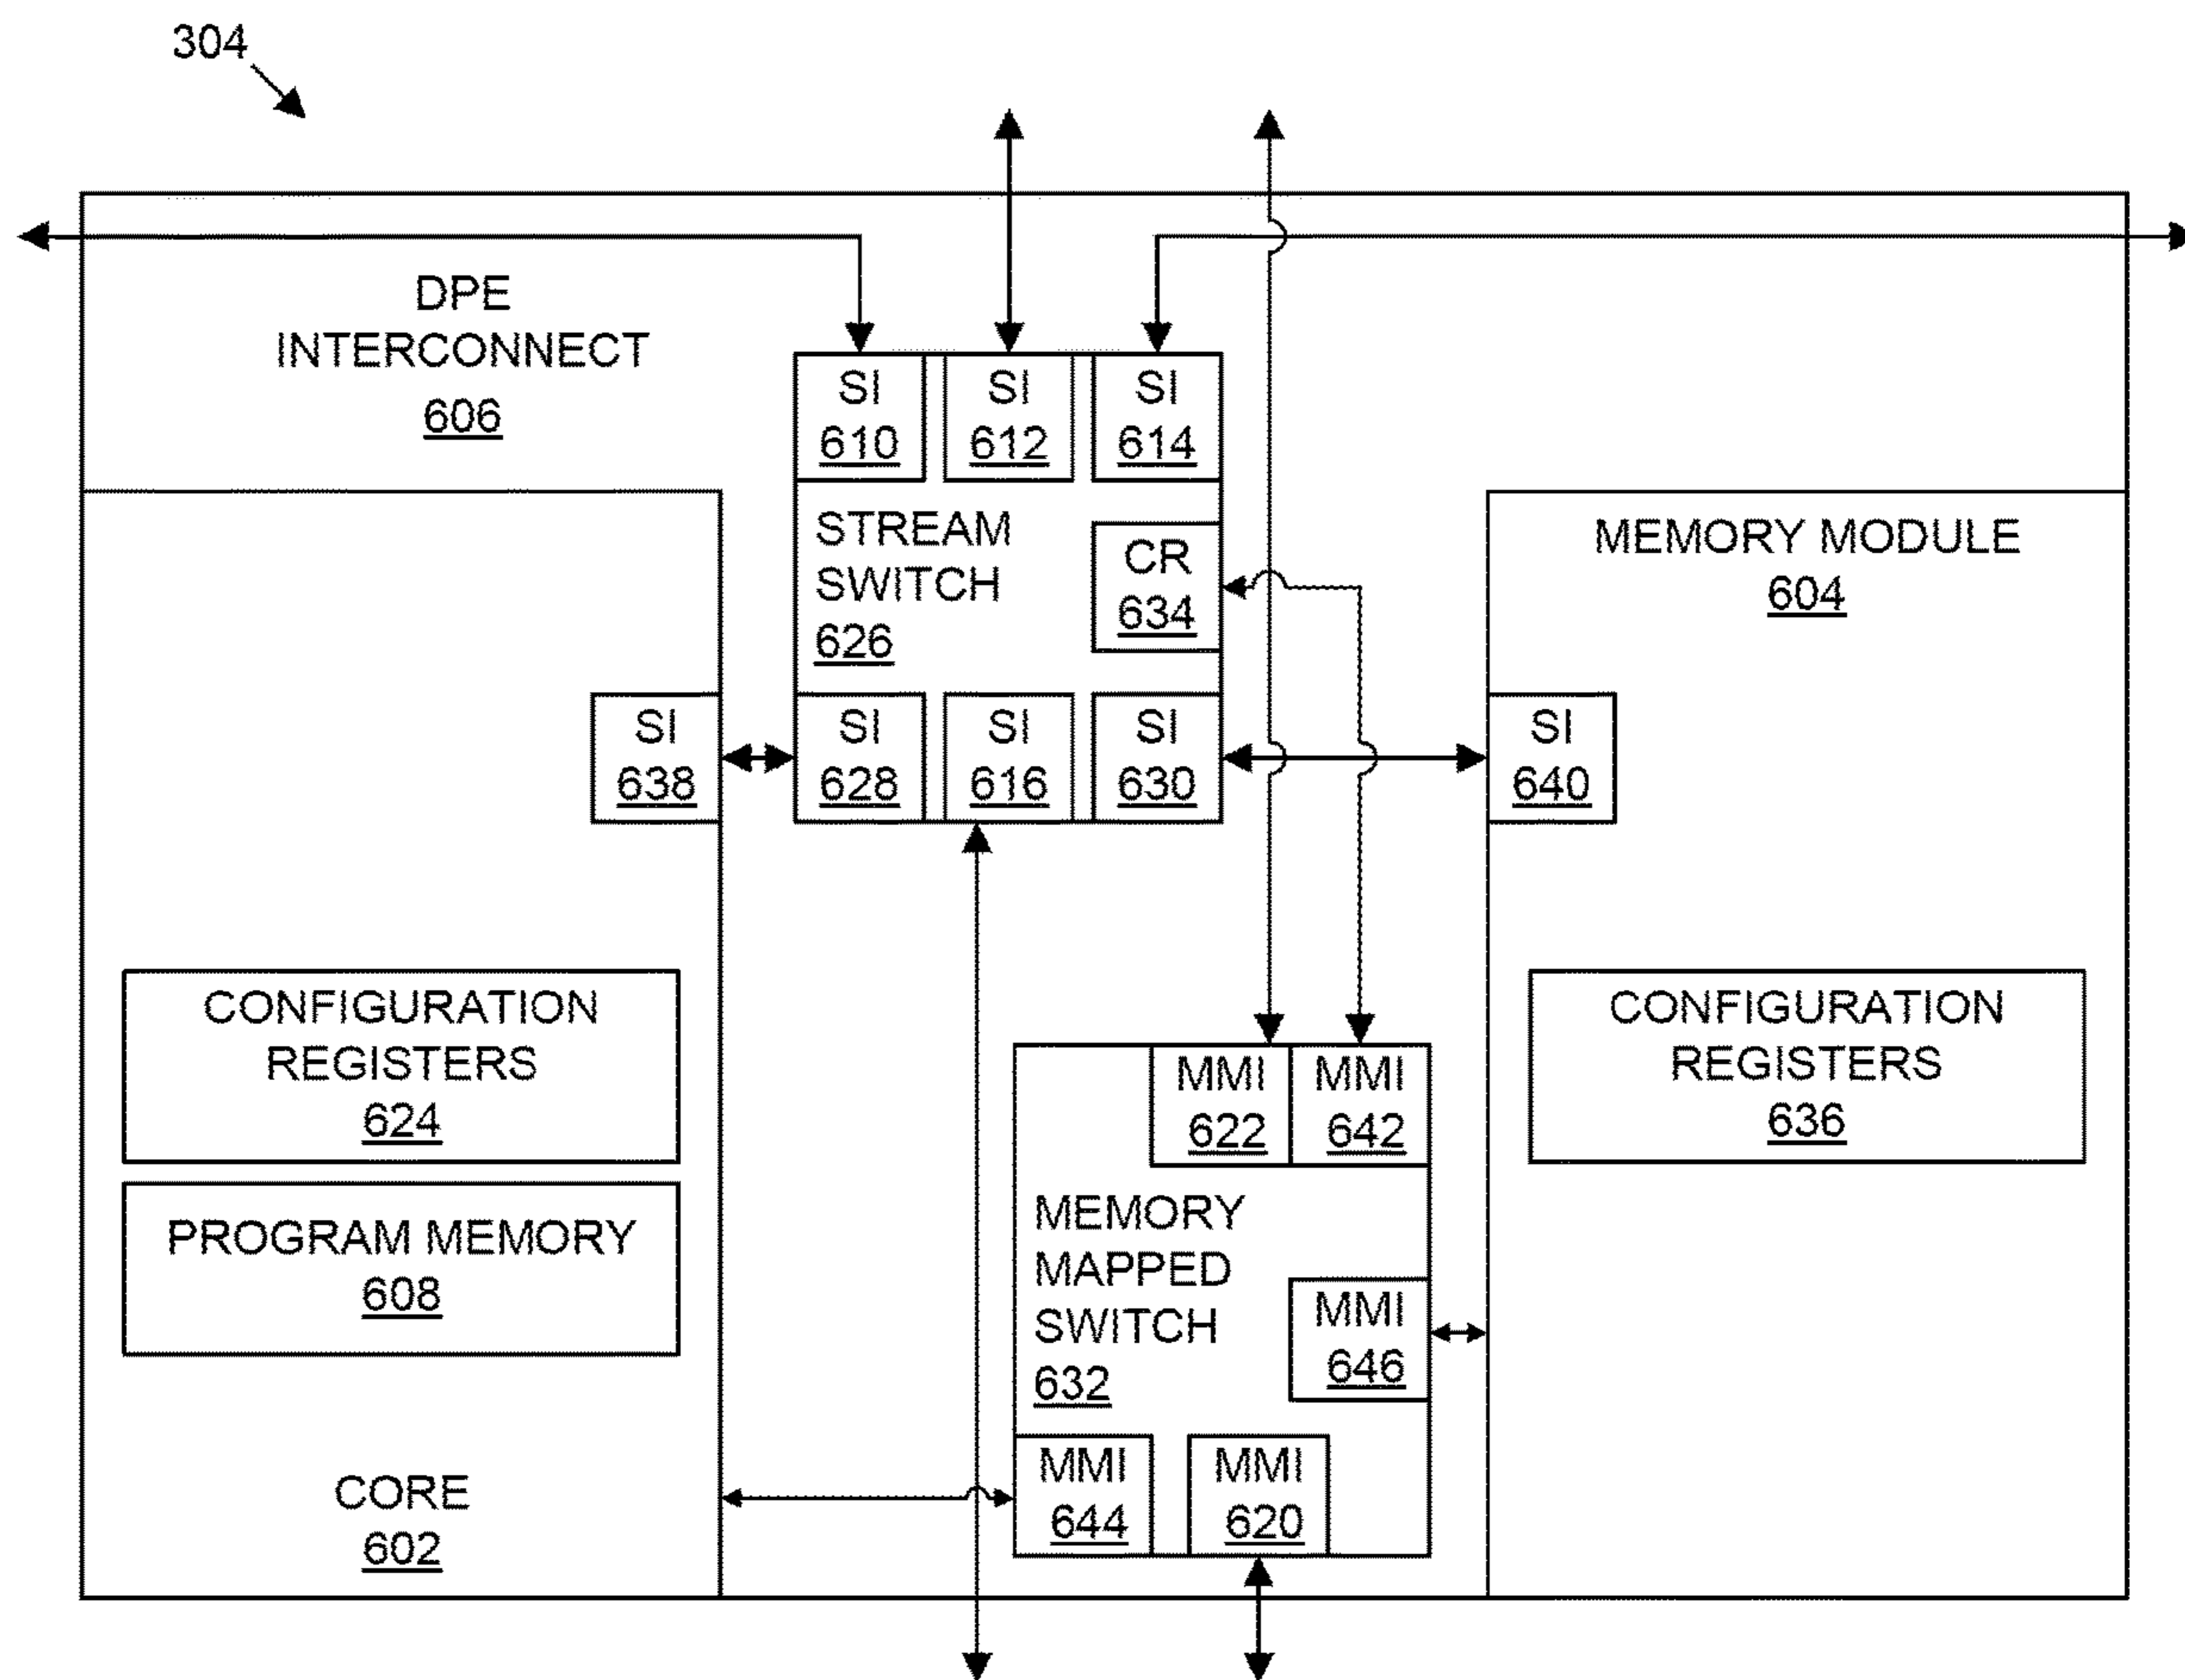 304
DPE
INTERCONNECT
606
SI
610
SI
612
SI
614
STREAM
SWITCH
626
CR
634
MEMORY MODULE
604
SI
638
SI
628
SI
616
SI
630
SI
640
CONFIGURATION
REGISTERS
624
PROGRAM MEMORY
608
CORE
602
MMI
622
MMI
642
MEMORY
MAPPED
SWITCH
632
MMI
646
MMI
644
MMI
620
CONFIGURATION
REGISTERS
636